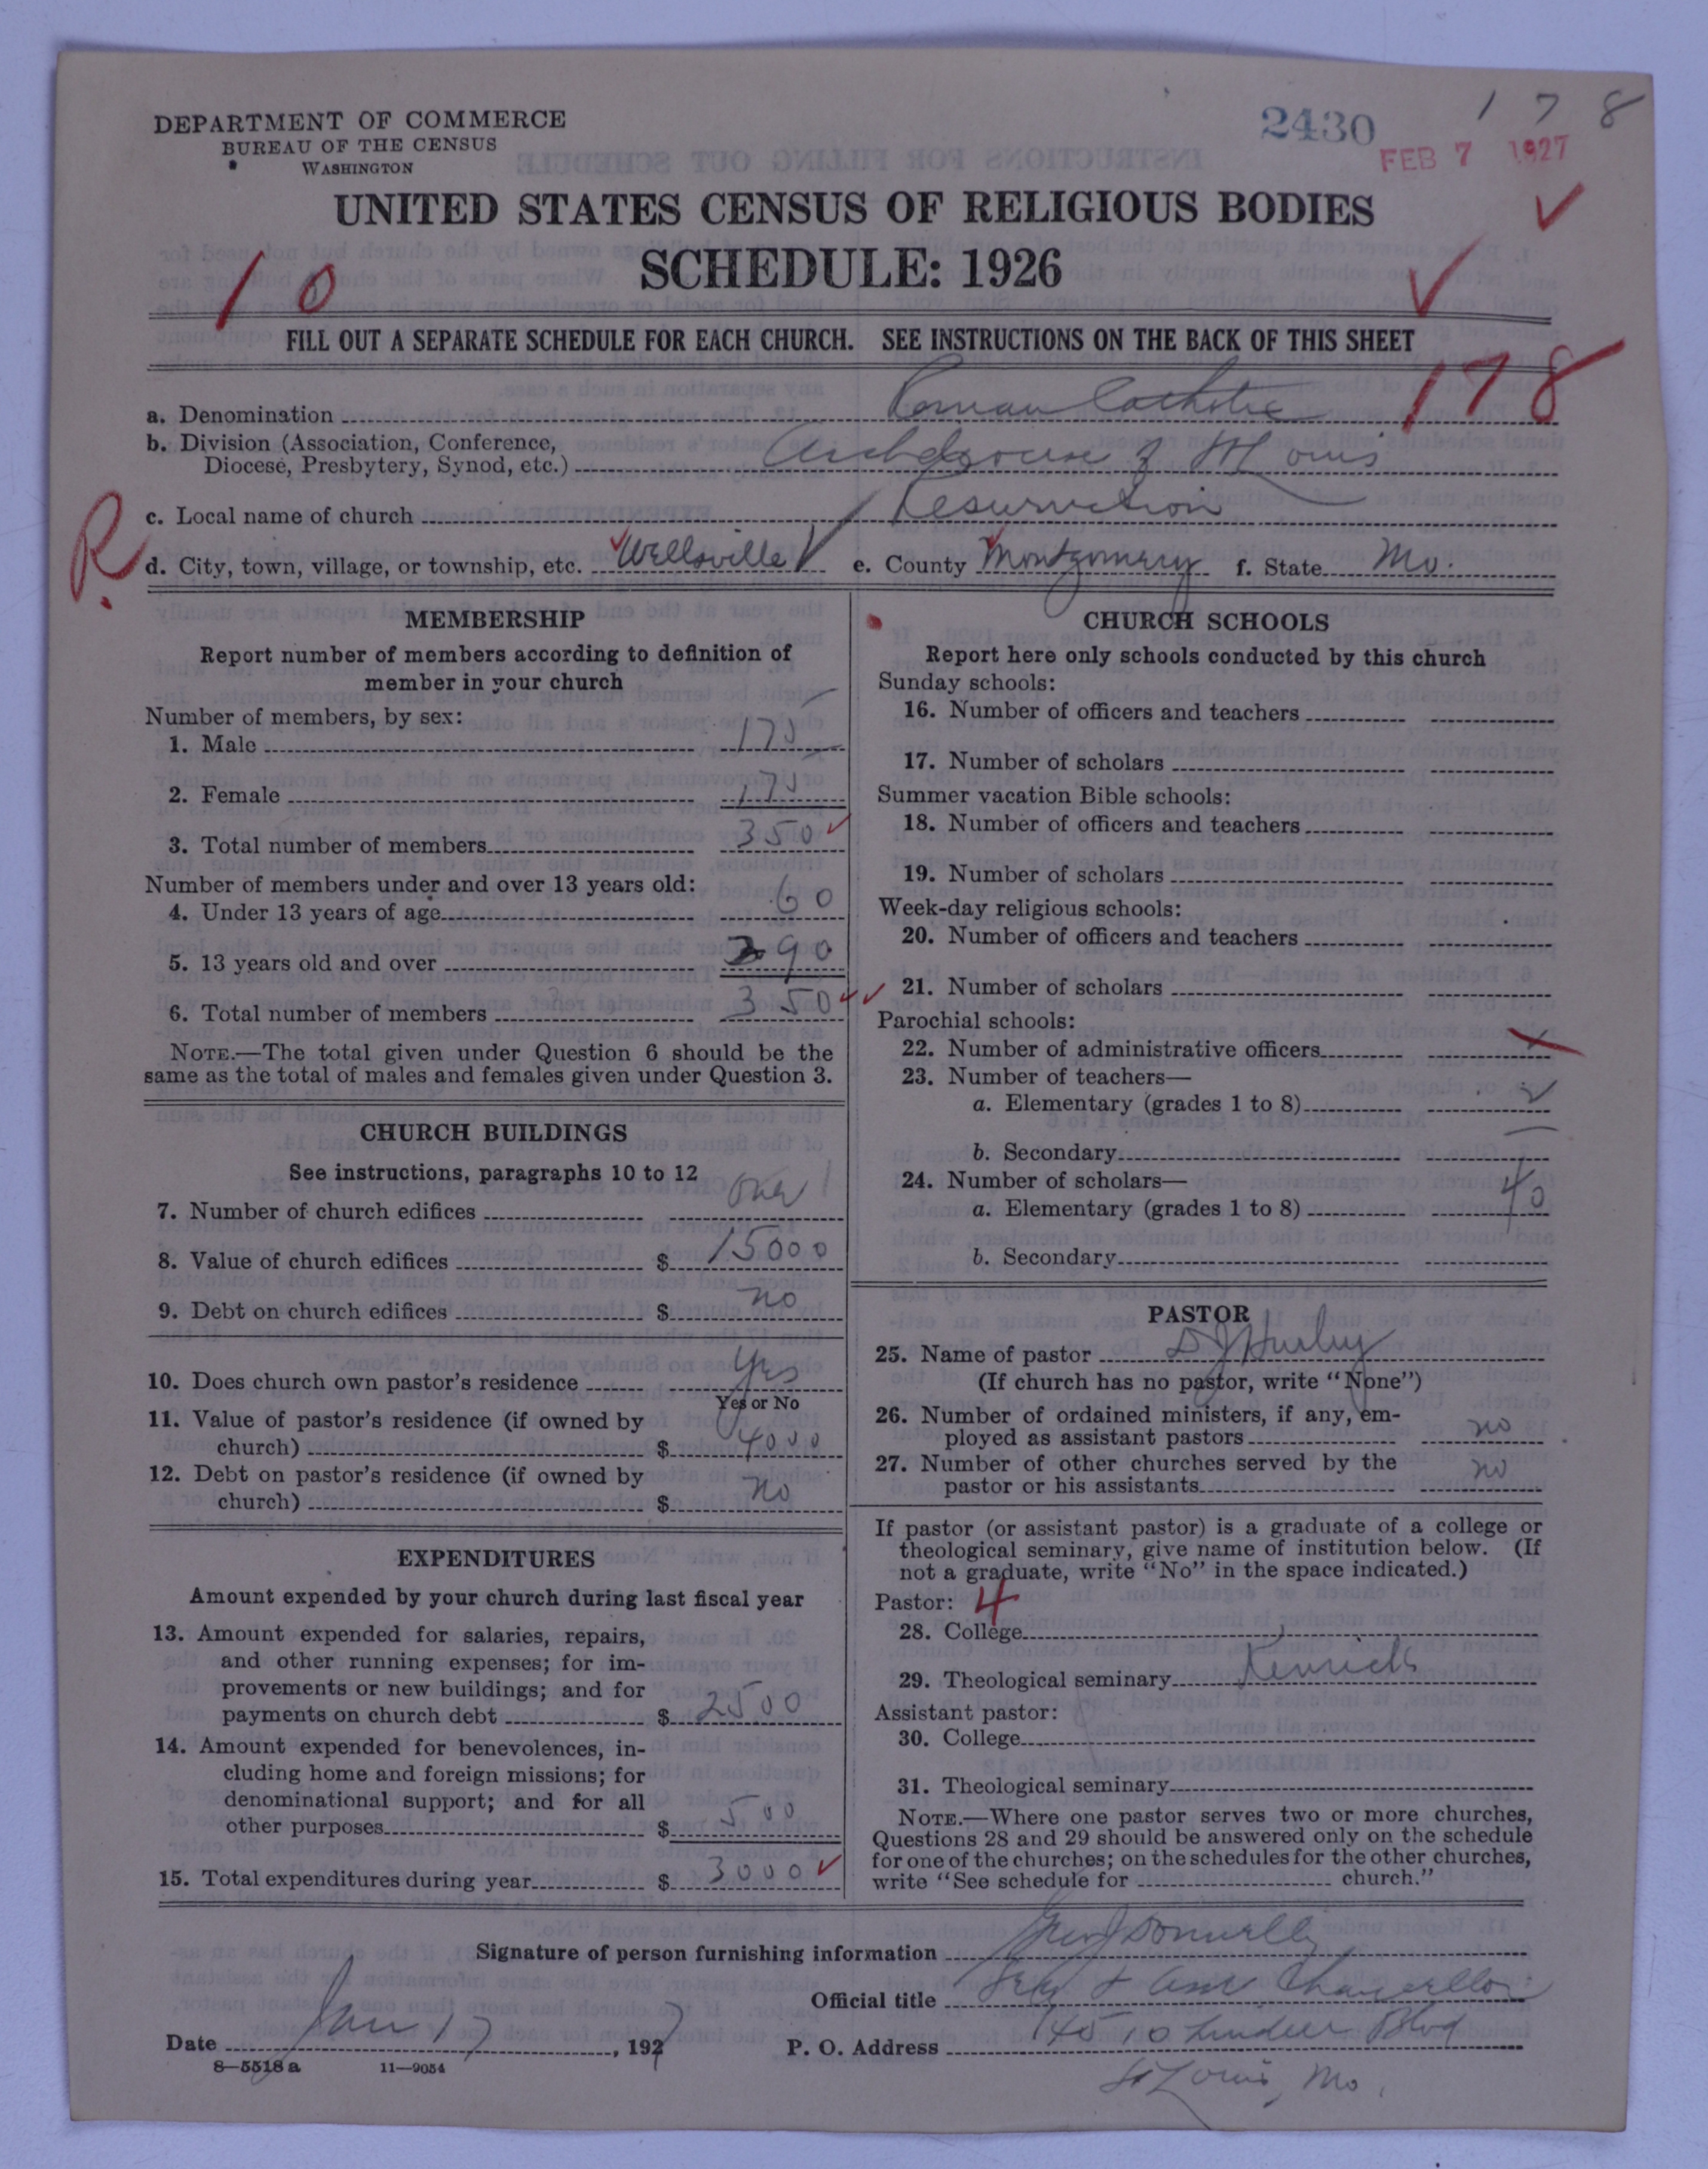 DEPARTMENT OF COMMERCE
BUREAU OF THE CENSUS
WASHINGTON
2430
1 7 8
FEB 7 1927
UNITED STATES CENSUS OF RELIGIOUS BODIES
SCHEDULE: 1926
10
FILL OUT A SEPARATE SCHEDULE FOR EACH CHURCH. SEE INSTRUCTIONS ON THE BACK OF THIS SHEET
178
a. Denomination Roman Catholic
b. Division (Association, Conference,
Diocese, Presbytery, Synod, etc.) Archdiocese of St Louis
c. Local name of church Resurrection
R.
d. City, town, village, or township, etc. Wellsville e. County Montgomery f. State Mo.
MEMBERSHIP
Report number of members according to definition of
member in your church
Number of members, by sex:
1. Male 175
2. Female 175
3. Total number of members 350
Number of members under and over 13 years old:
4. Under 13 years of age 60
5. 13 years old and over 290
6. Total number of members 350
NOTE.—The total given under Question 6 should be the
same as the total of males and females given under Question 3.
CHURCH BUILDINGS
See instructions, paragraphs 10 to 12
7. Number of church edifices One 1
8. Value of church edifices $ 15000
9. Debt on church edifices $ no
10. Does church own pastor's residence Yes
Yes or No
11. Value of pastor's residence (if owned by
church) $ 4000
12. Debt on pastor's residence (if owned by
church) $ no
EXPENDITURES
Amount expended by your church during last fiscal year
13. Amount expended for salaries, repairs,
and other running expenses; for im-
provements or new buildings; and for
payments on church debt $ 2500
14. Amount expended for benevolences, in-
cluding home and foreign missions; for
denominational support; and for all
other purposes $ 500
15. Total expenditures during year $ 3000
CHURCH SCHOOLS
Report here only schools conducted by this church
Sunday schools:
16. Number of officers and teachers
17. Number of scholars
Summer vacation Bible schools:
18. Number of officers and teachers
19. Number of scholars
Week-day religious schools:
20. Number of officers and teachers
21. Number of scholars
Parochial schools:
22. Number of administrative officers
23. Number of teachers—
a. Elementary (grades 1 to 8) 2
b. Secondary
24. Number of scholars—
a. Elementary (grades 1 to 8) 40
b. Secondary
PASTOR
25. Name of pastor D J Hurley
(If church has no pastor, write "None")
26. Number of ordained ministers, if any, em-
ployed as assistant pastors no
27. Number of other churches served by the
pastor or his assistants no
If pastor (or assistant pastor) is a graduate of a college or
theological seminary, give name of institution below. (If
not a graduate, write "No" in the space indicated.)
Pastor: 4
28. College
29. Theological seminary Kenrick
Assistant pastor:
30. College
31. Theological seminary
NOTE.—Where one pastor serves two or more churches,
Questions 28 and 29 should be answered only on the schedule
for one of the churches; on the schedules for the other churches,
write "See schedule for church."
Signature of person furnishing information Donnelly
Official title & Chancellor
Date Jan 17, 1927 P. O. Address 4510 Lindell Blvd
8—5518 a 11—9054
St Louis, Mo.